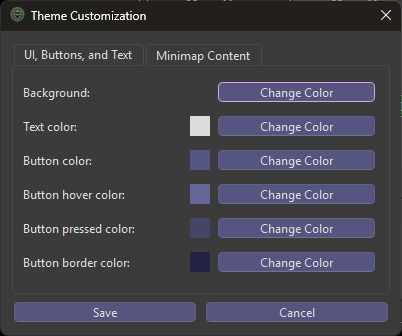 Theme Customization
UI, Buttons, and Text
Minimap Content
Background:
Change Color
Text color:
Change Color
Button color:
Change Color
Button hover color:
Change Color
Button pressed color:
Change Color
Button border color:
Change Color
Save
Cancel